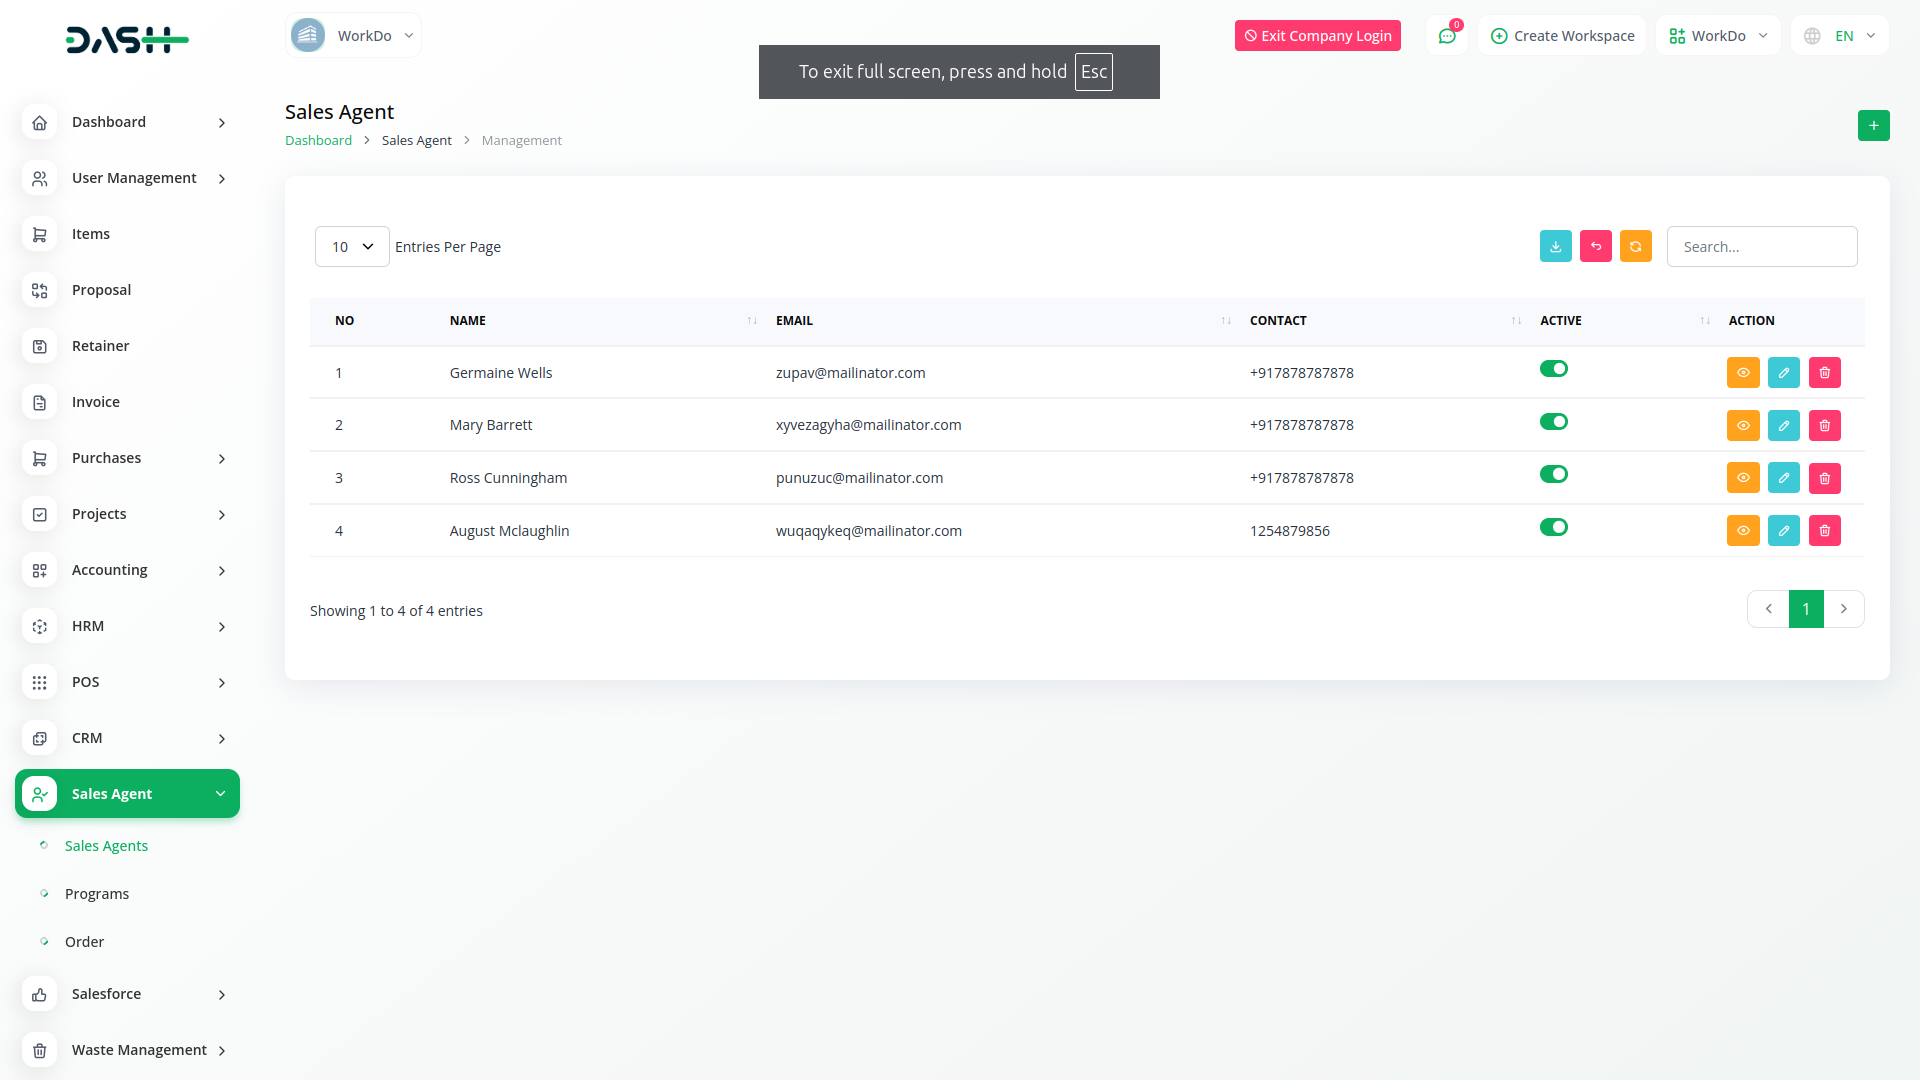 DASH
WorkDo
Exit Company Login
0
Create Workspace
WorkDo
EN
To exit full screen, press and hold Esc
Sales Agent
Dashboard > Sales Agent > Management
+
Dashboard
User Management
Items
Proposal
Retainer
Invoice
Purchases
Projects
Accounting
HRM
POS
CRM
Sales Agent
Sales Agents
Programs
Order
Salesforce
Waste Management
10 Entries Per Page
Search...
NO NAME EMAIL CONTACT ACTIVE ACTION
1 Germaine Wells zupav@mailinator.com +917878787878
2 Mary Barrett xyvezagyha@mailinator.com +917878787878
3 Ross Cunningham punuzuc@mailinator.com +917878787878
4 August Mclaughlin wuqaqykeq@mailinator.com 1254879856
Showing 1 to 4 of 4 entries
1